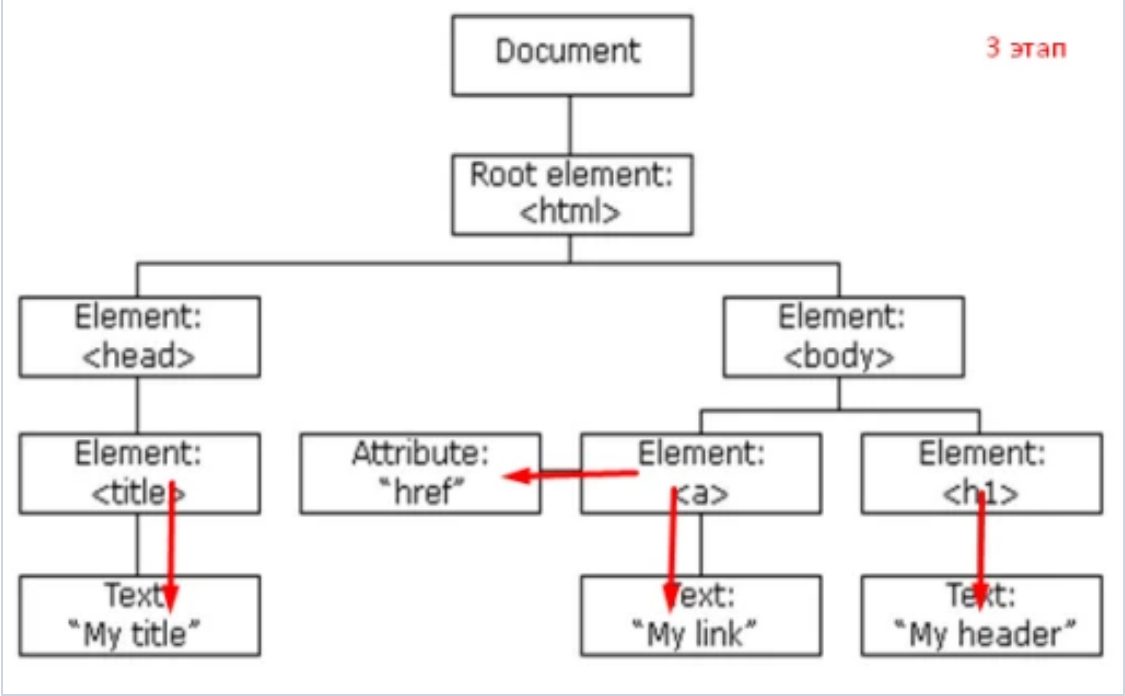 Document
3 этап
Root element:
<html>
Element:
<head>
Element:
<body>
Element:
<title>
Attribute:
“href”
Element:
<a>
Element:
<h1>
Text:
“My title”
Text:
“My link”
Text:
“My header”